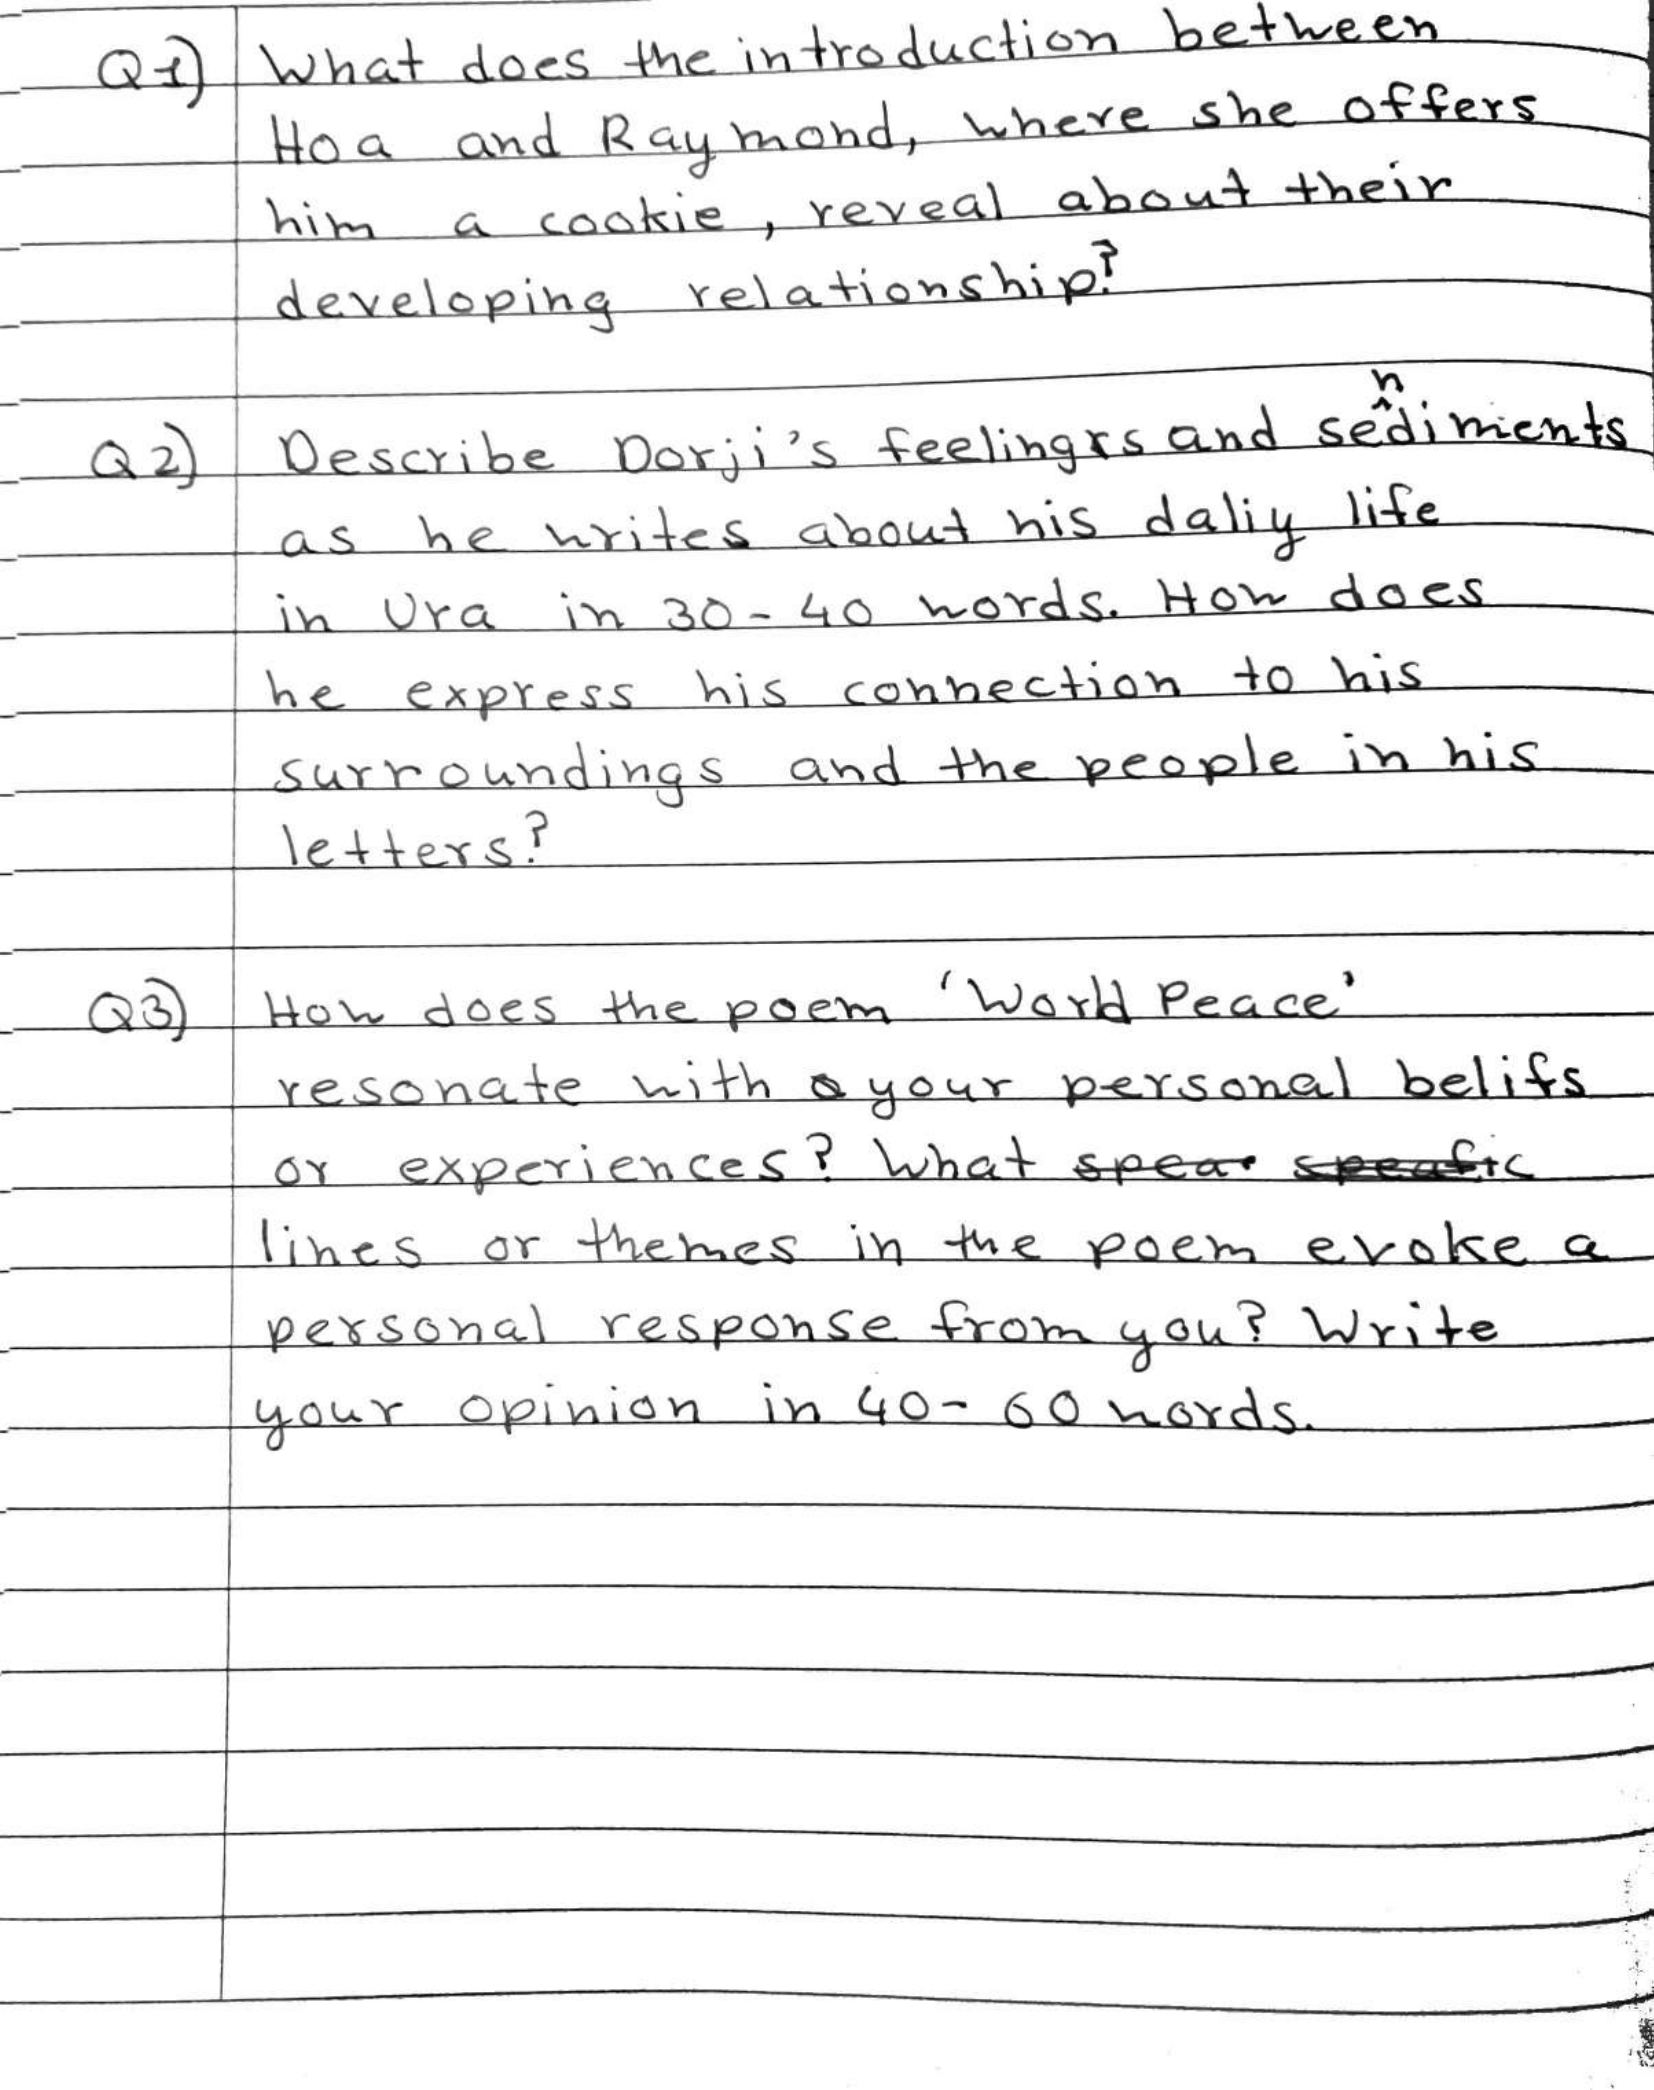 Q1) What does the introduction between
Hoa and Raymond, where she offers
him a cookie, reveal about their
developing relationship?
Q2) Describe Dorji's feelings and sendiments
as he writes about his daliy life
in Ura in 30-40 words. How does
he express his connection to his
surroundings and the people in his
letters?
Q3) How does the poem 'World Peace'
resonate with your personal belifs
or experiences? What
lines or themes in the poem evoke a
personal response from you? Write
your opinion in 40-60 words.